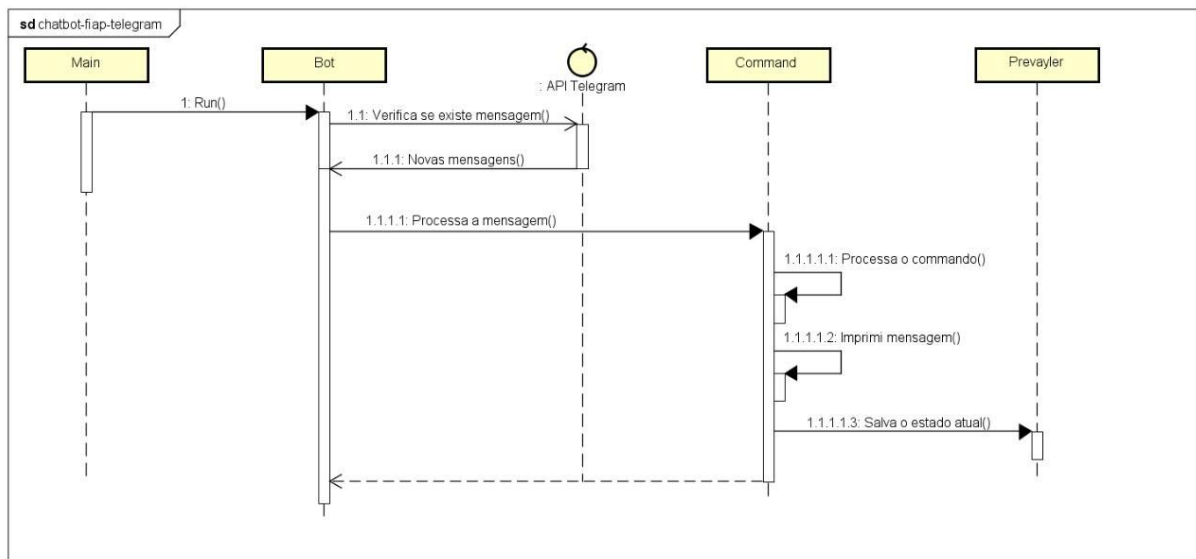 sd chatbot-fiap-telegram
Main
Bot
: API Telegram
Command
Prevayler
1: Run()
1.1: Verifica se existe mensagem()
1.1.1: Novas mensagens()
1.1.1.1: Processa a mensagem()
1.1.1.1.1: Processa o commando()
1.1.1.1.2: Imprimi mensagem()
1.1.1.1.3: Salva o estado atual()